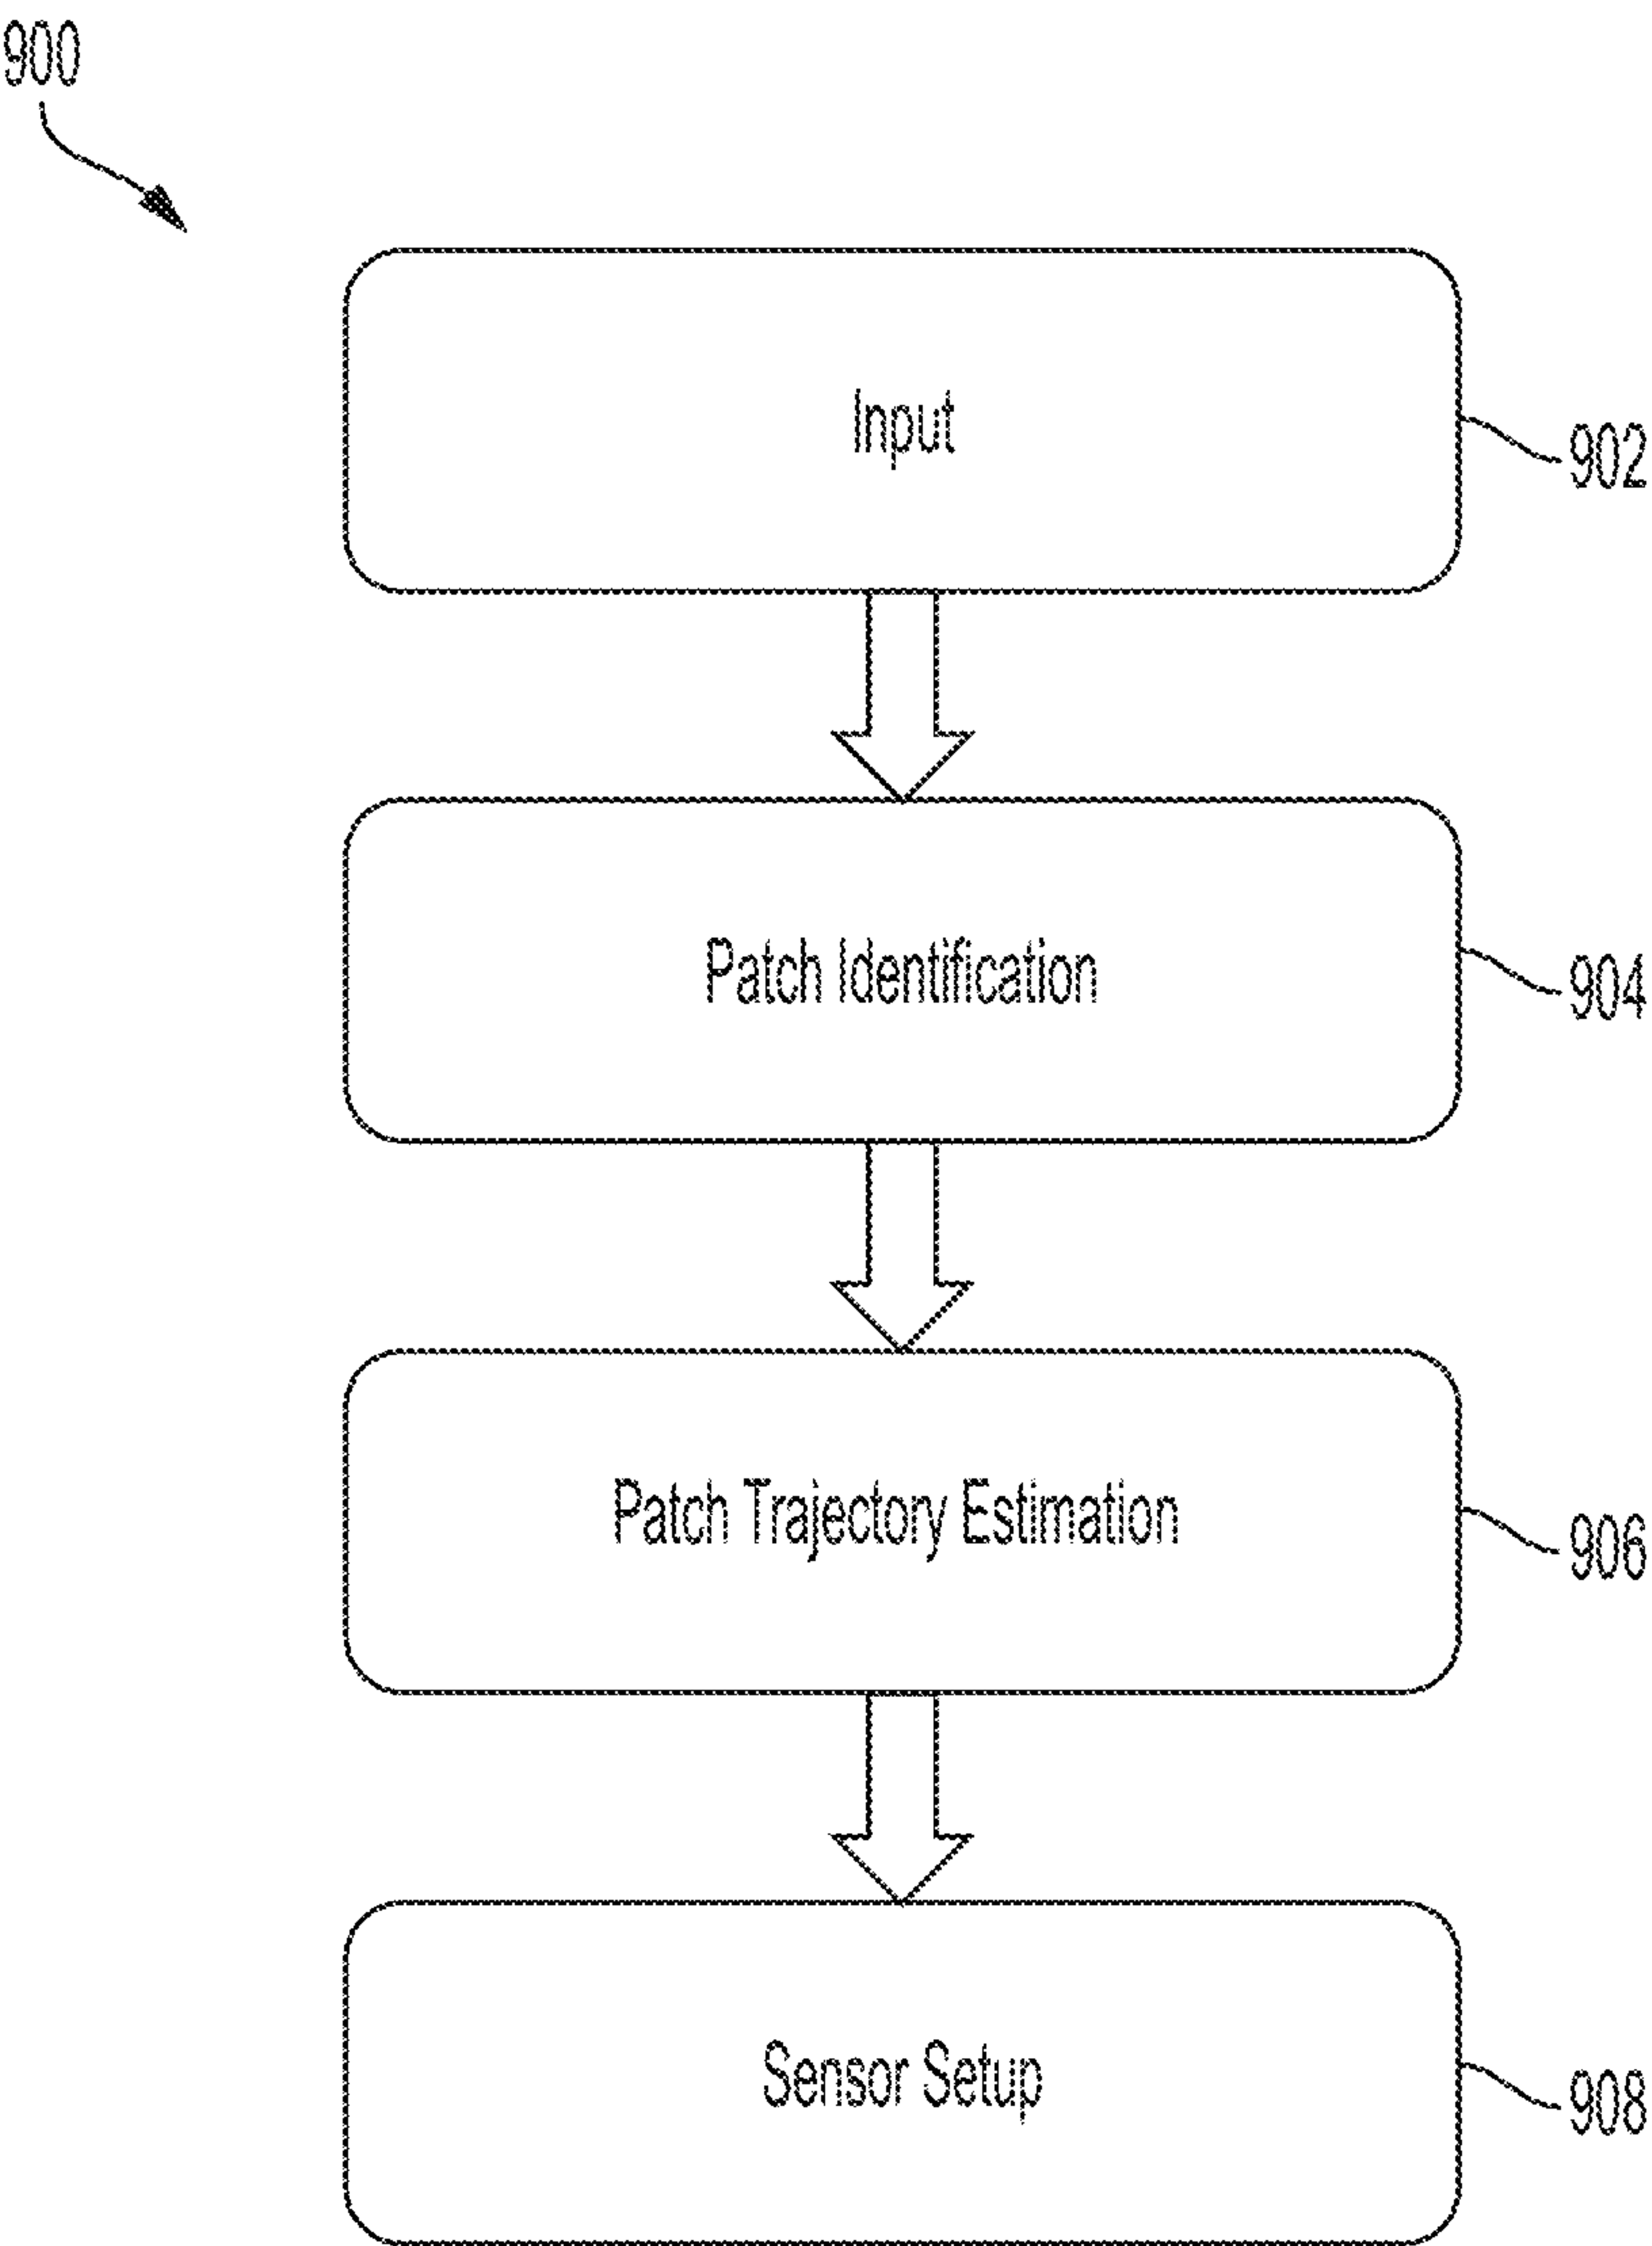 900
Input
902
Patch Identification
904
Patch Trajectory Estimation
906
Sensor Setup
908